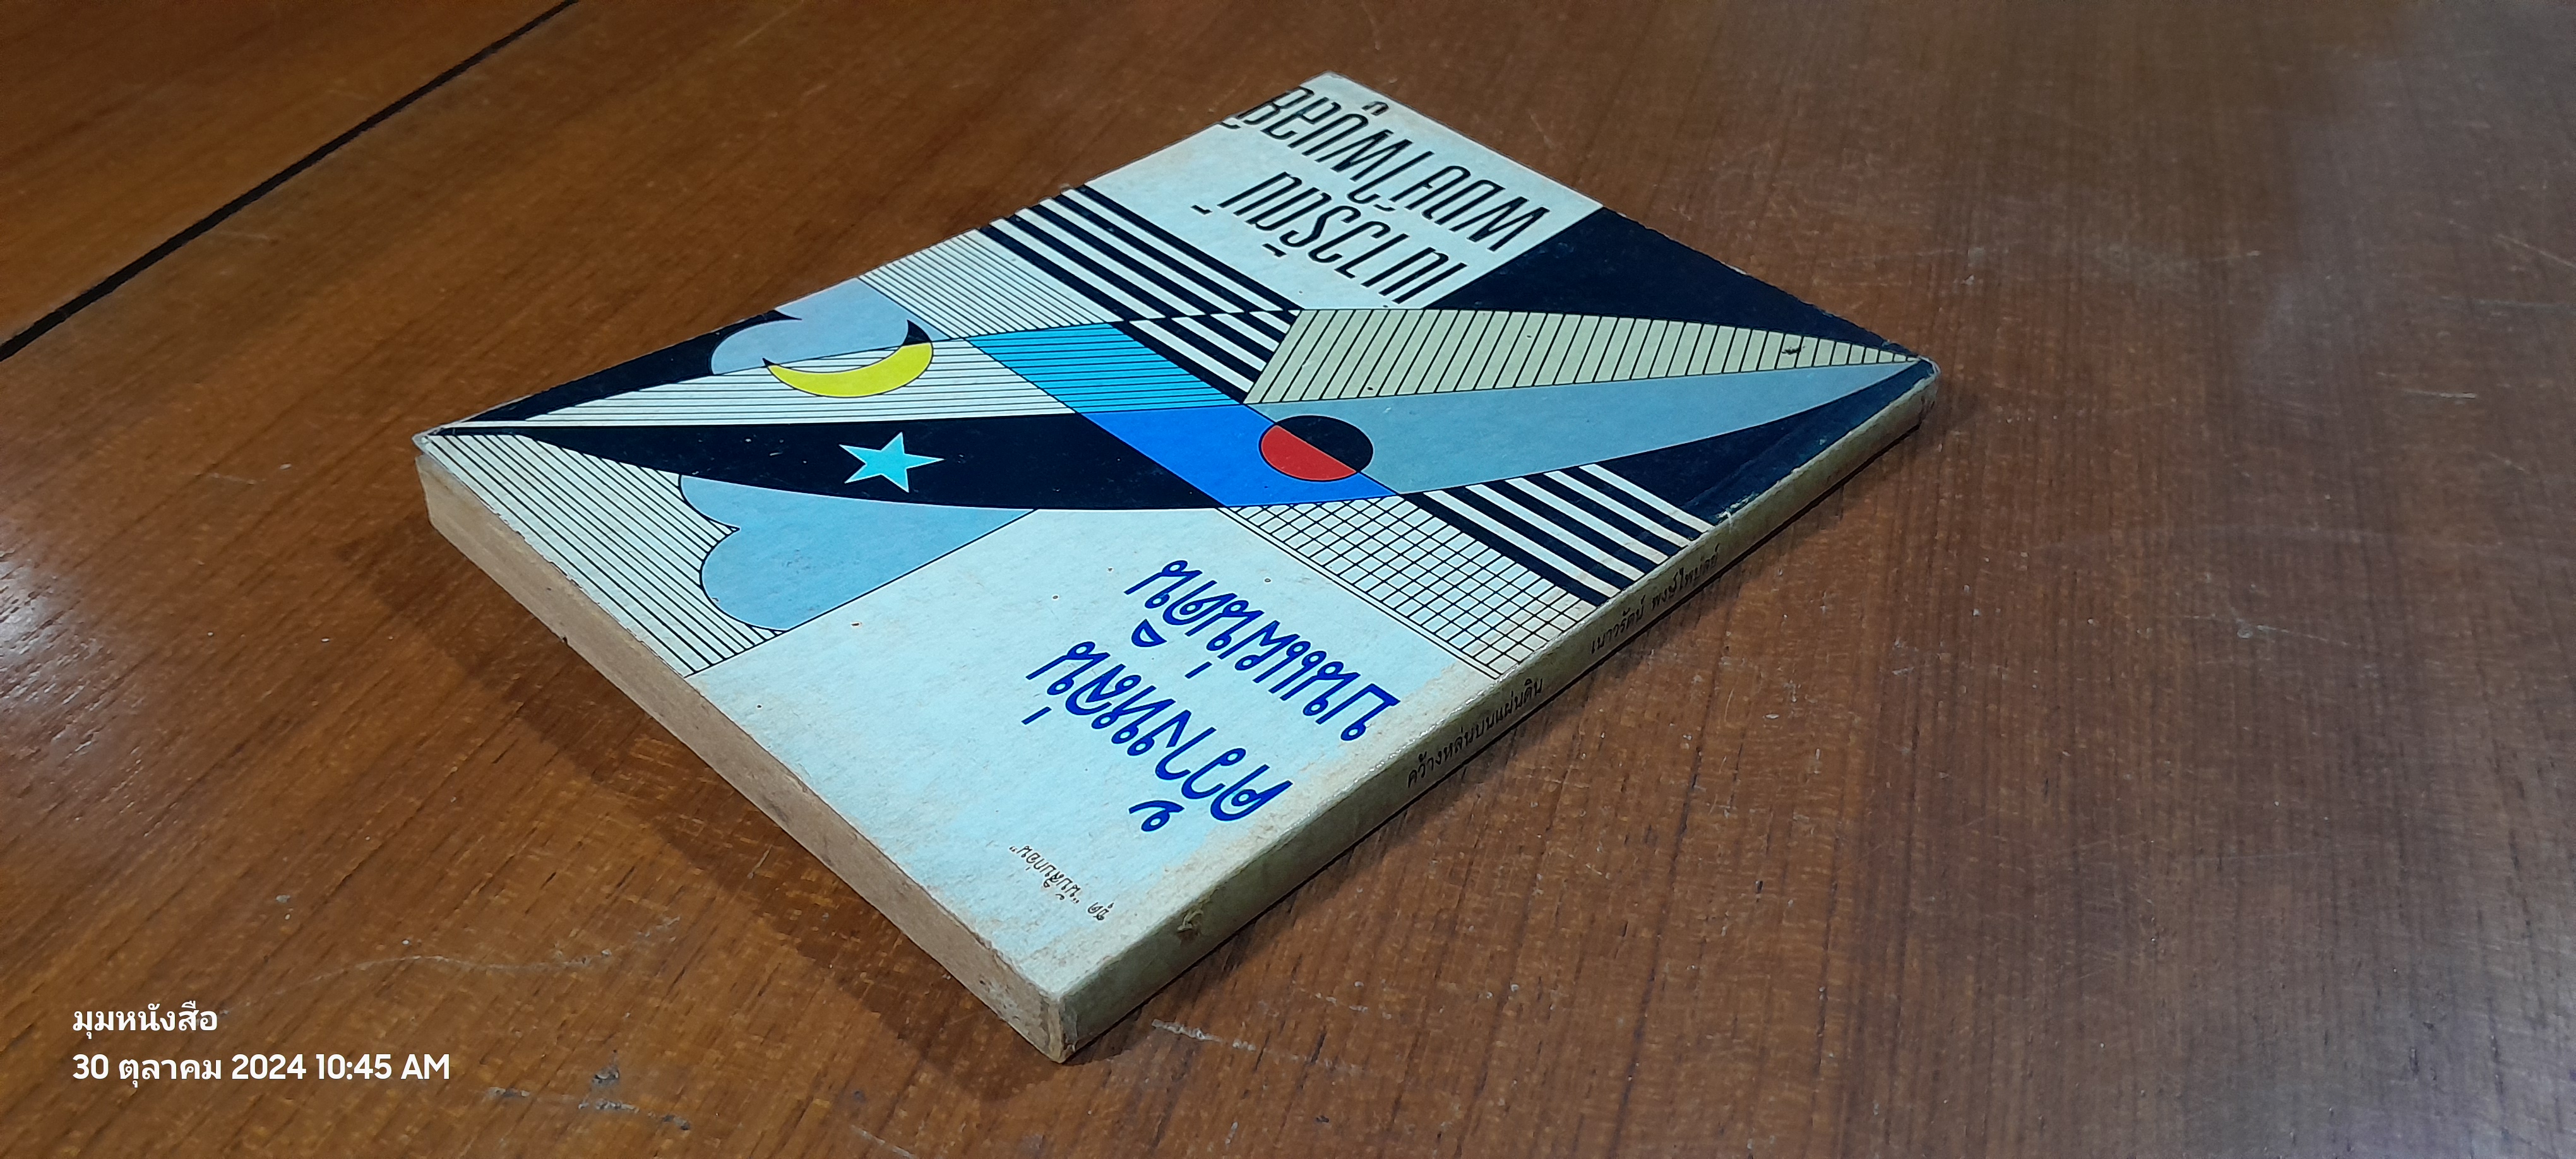 ชุด
คว้างหล่น
บนแผ่นดิน
เนาวรัตน์
พงษ์ไพบูลย์
คว้างหล่นบนแผ่นดิน เนาวรัตน์ พงษ์ไพบูลย์
มุมหนังสือ
30 ตุลาคม 2024 10:45 AM